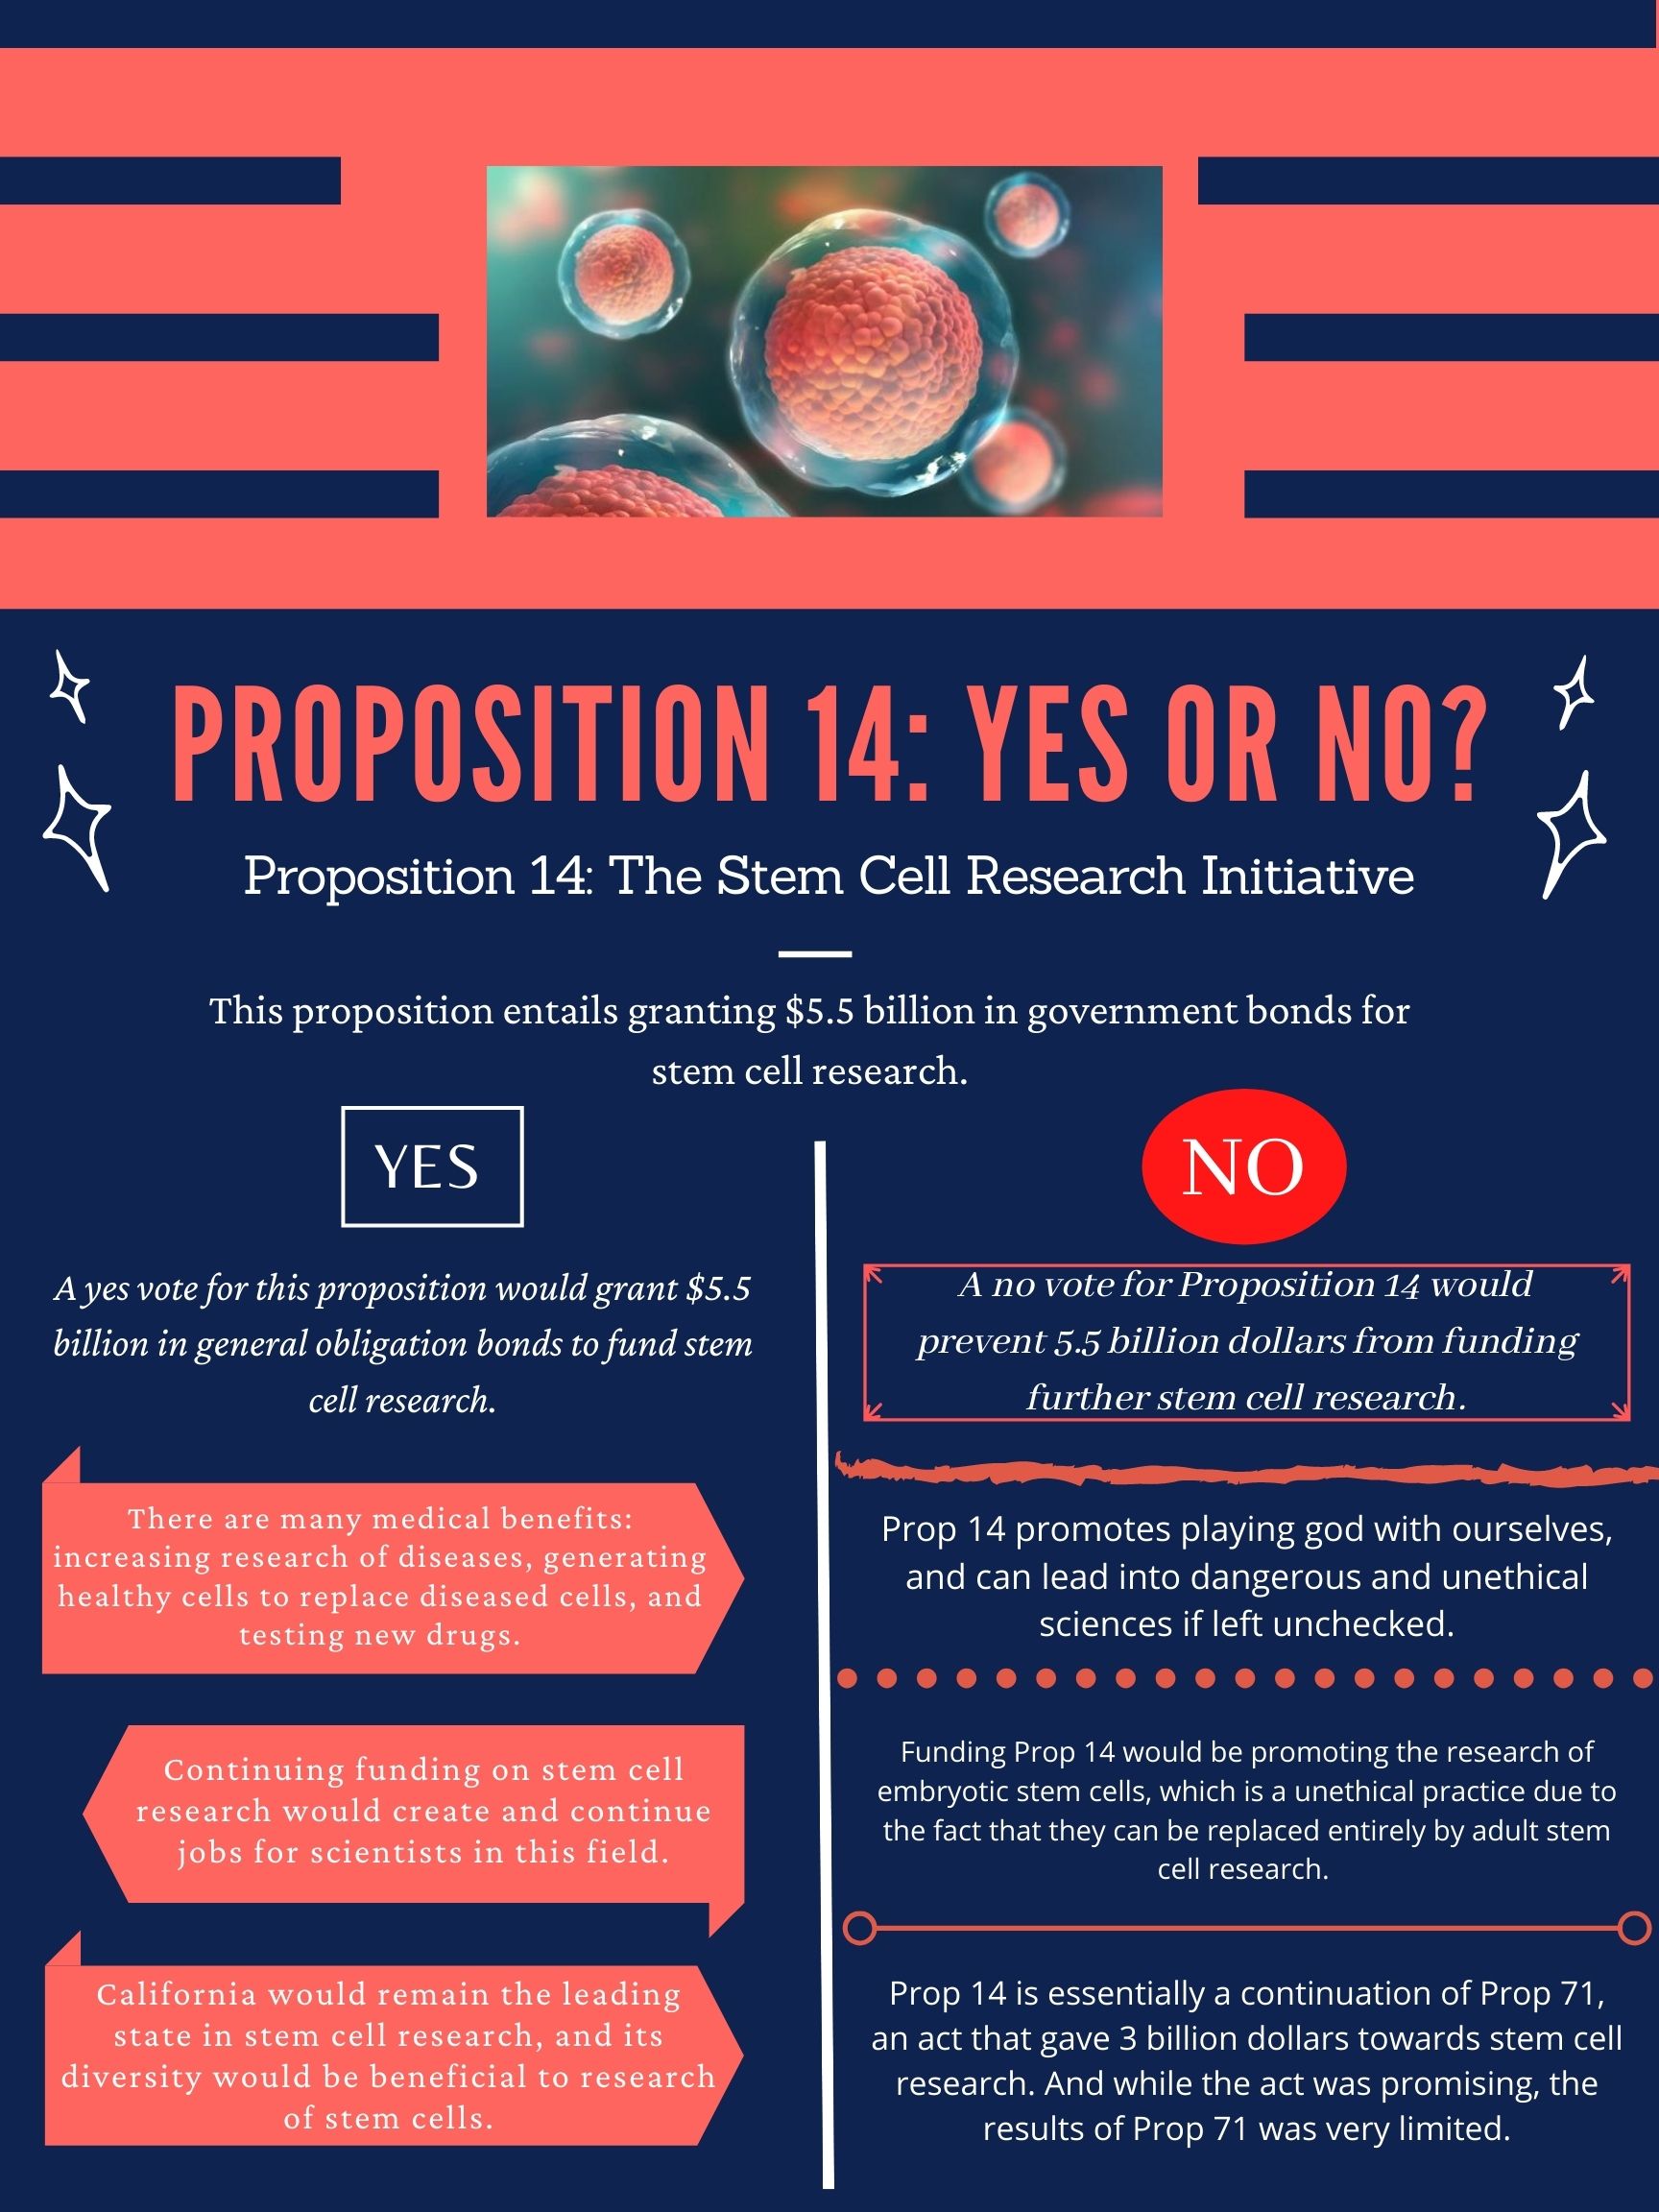 PROPOSITION 14: YES OR NO?
Proposition 14: The Stem Cell Research Initiative
This proposition entails granting $5.5 billion in government bonds for
stem cell research.
YES
A yes vote for this proposition would grant $5.5
billion in general obligation bonds to fund stem
cell research.
There are many medical benefits:
increasing research of diseases, generating
healthy cells to replace diseased cells, and
testing new drugs.
Continuing funding on stem cell
research would create and continue
jobs for scientists in this field.
California would remain the leading
state in stem cell research, and its
diversity would be beneficial to research
of stem cells.
NO
A no vote for Proposition 14 would
prevent 5.5 billion dollars from funding
further stem cell research.
Prop 14 promotes playing god with ourselves,
and can lead into dangerous and unethical
sciences if left unchecked.
Funding Prop 14 would be promoting the research of
embryotic stem cells, which is a unethical practice due to
the fact that they can be replaced entirely by adult stem
cell research.
Prop 14 is essentially a continuation of Prop 71,
an act that gave 3 billion dollars towards stem cell
research. And while the act was promising, the
results of Prop 71 was very limited.